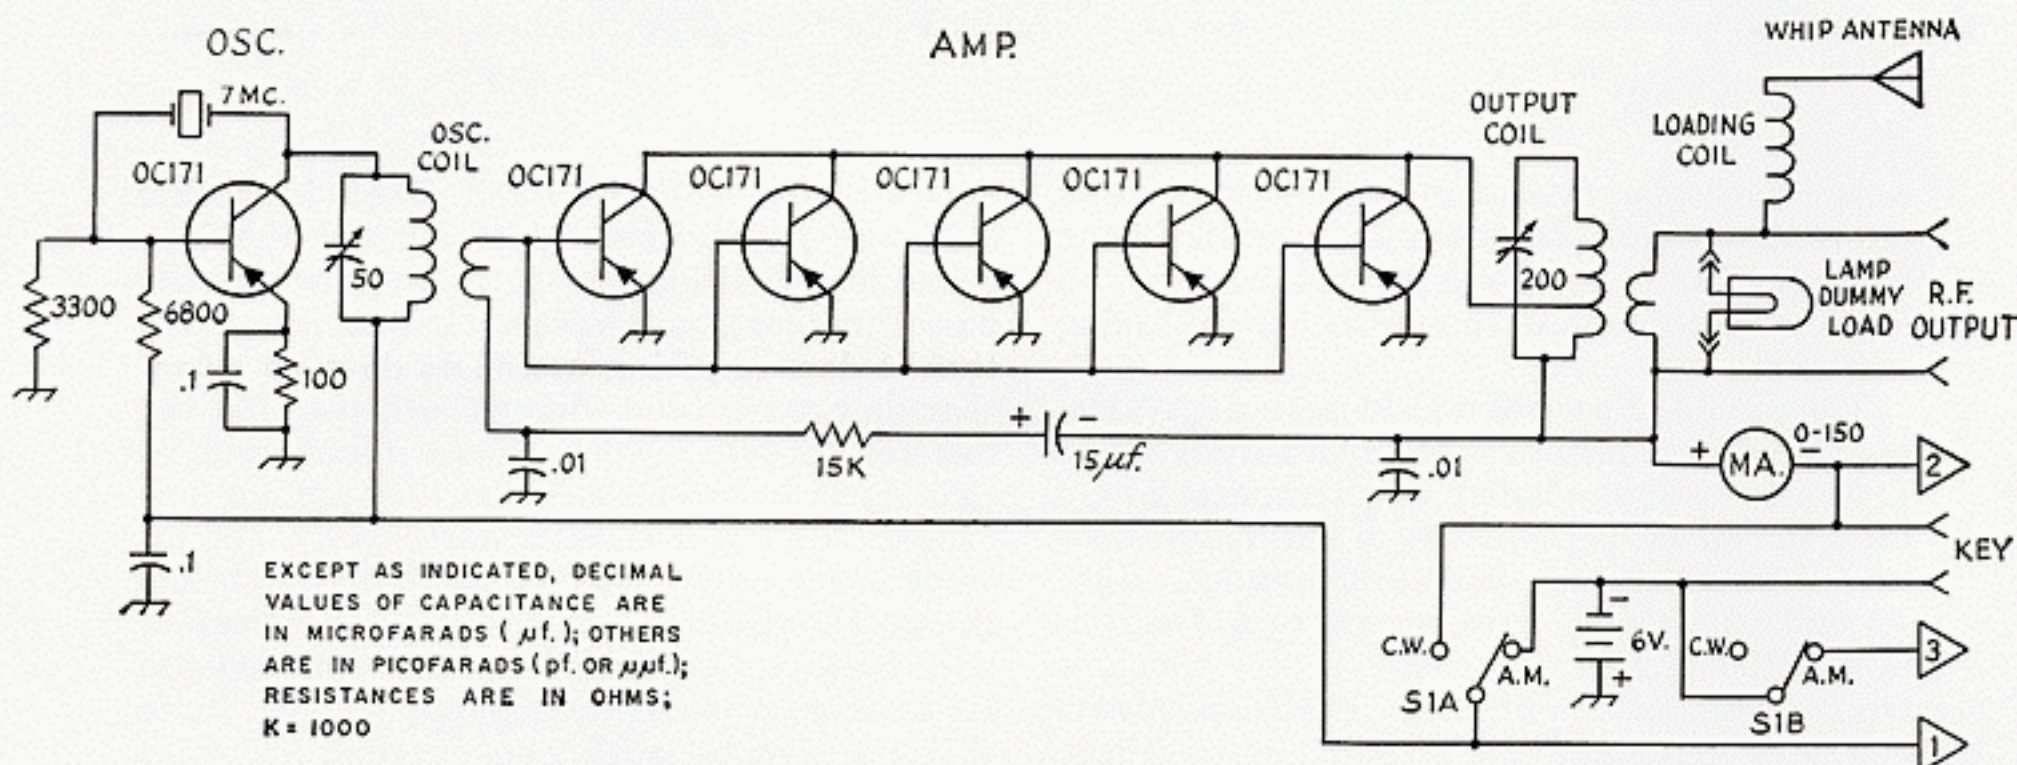 OSC.
AMP.
WHIP ANTENNA
7 MC.
OSC.
COIL
OUTPUT
COIL
LOADING
COIL
OC171
OC171
OC171
OC171
OC171
OC171
50
200
LAMP
DUMMY
LOAD
R.F.
OUTPUT
3300
6800
.1
100
+
-
15K
15µf.
.01
.01
+
MA.
-
0-150
2
KEY
.1
EXCEPT AS INDICATED, DECIMAL
VALUES OF CAPACITANCE ARE
IN MICROFARADS (µf.); OTHERS
ARE IN PICOFARADS (pf. OR µµf.);
RESISTANCES ARE IN OHMS;
K = 1000
C.W.
A.M.
S1A
-
6V.
+
C.W.
A.M.
S1B
3
1